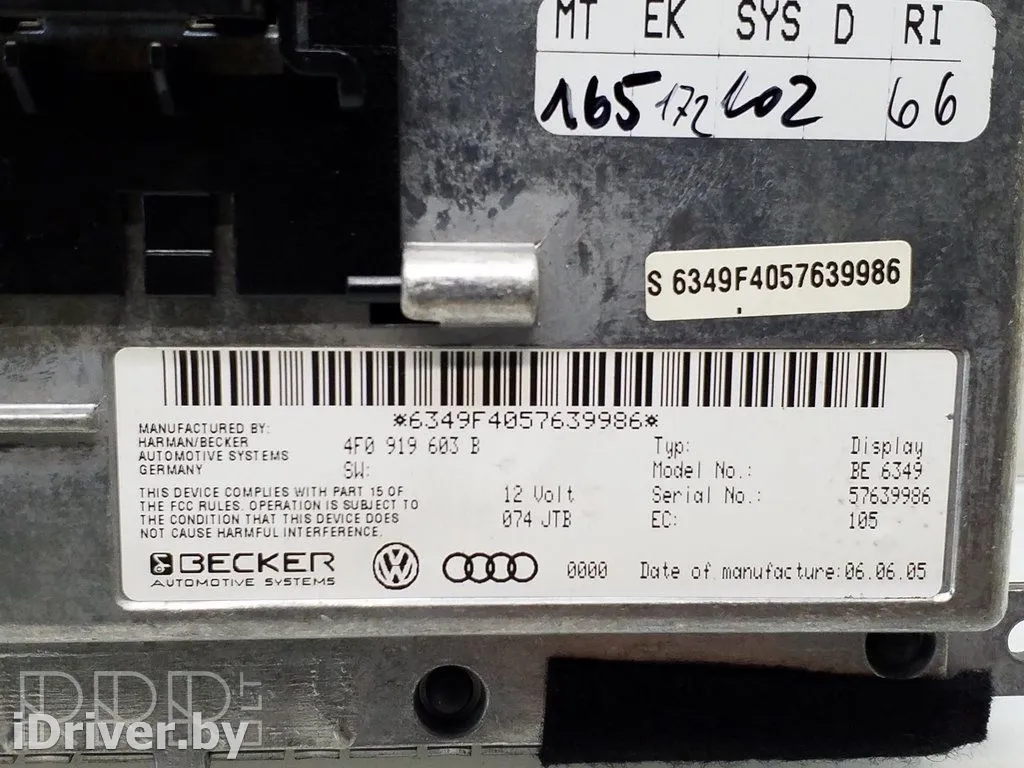 MT EK SYS D RI
165 172 402 66
S 6349F4057639986
*6349F4057639986*
MANUFACTURED BY:
HARMAN/BECKER
AUTOMOTIVE SYSTEMS
GERMANY
4F0 919 603 B
SW:
Typ: Display
Model No.: BE 6349
Serial No.: 57639986
EC: 105
THIS DEVICE COMPLIES WITH PART 15 OF
THE FCC RULES. OPERATION IS SUBJECT TO
THE CONDITION THAT THIS DEVICE DOES
NOT CAUSE HARMFUL INTERFERENCE.
12 Volt
074 JTB
BECKER
AUTOMOTIVE SYSTEMS
0000 Date of manufacture: 06.06.05
iDriver.by